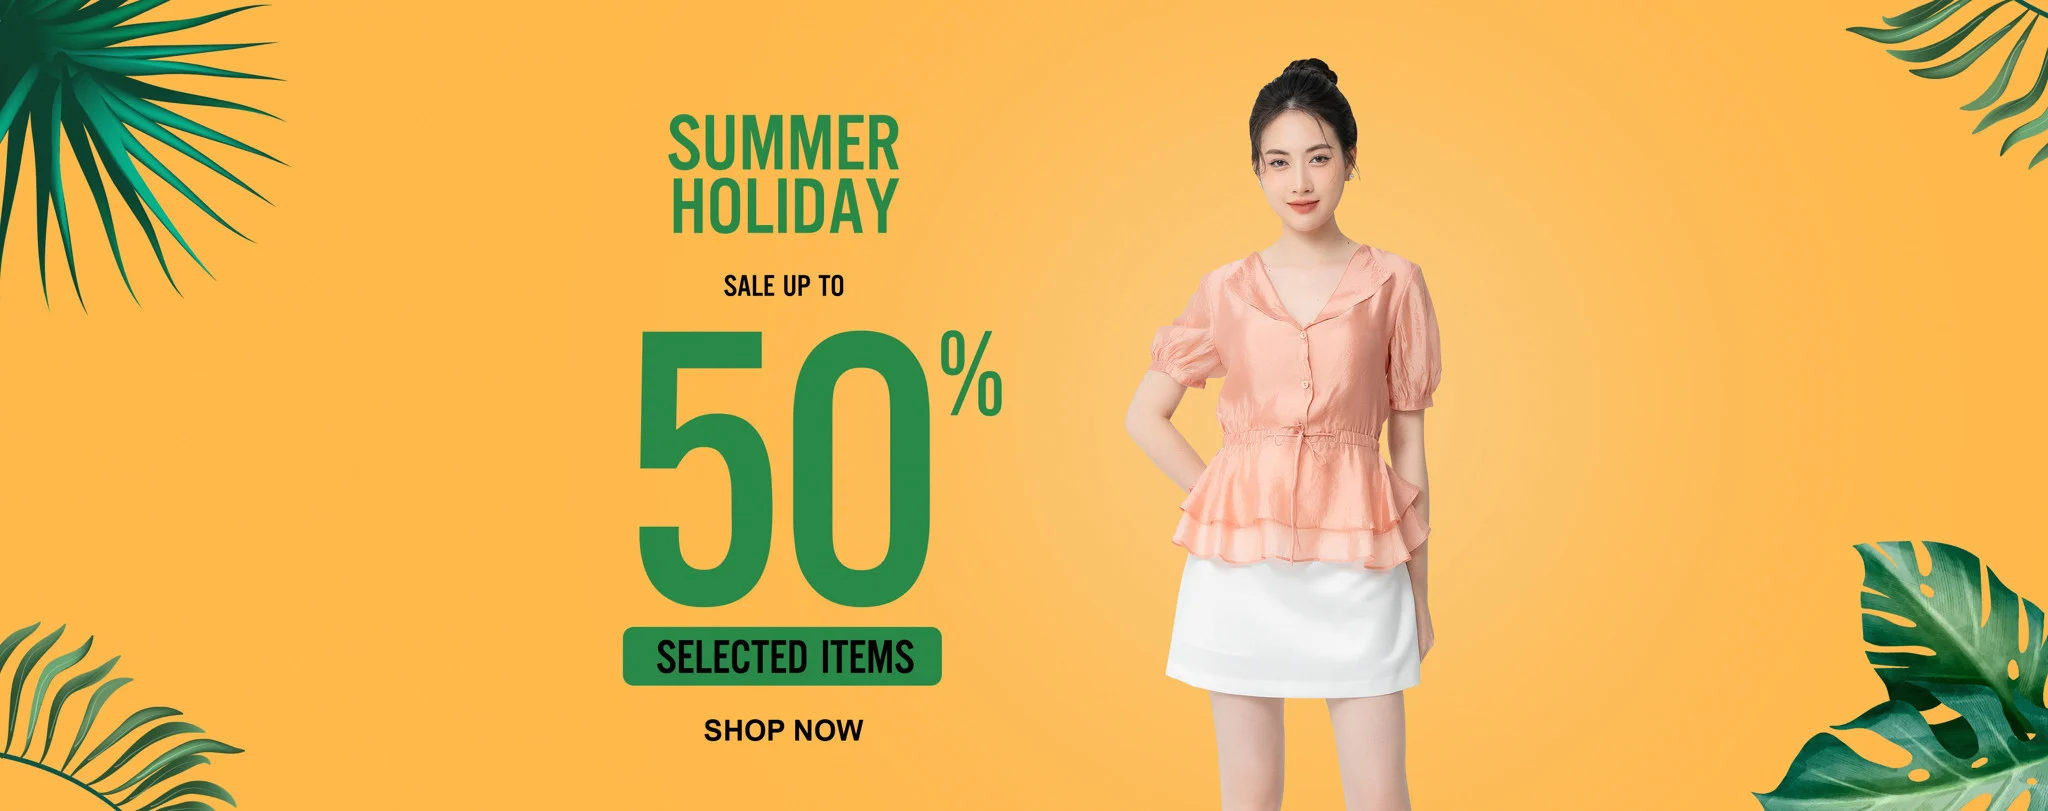 SUMMER
HOLIDAY
SALE UP TO
50%
SELECTED ITEMS
SHOP NOW